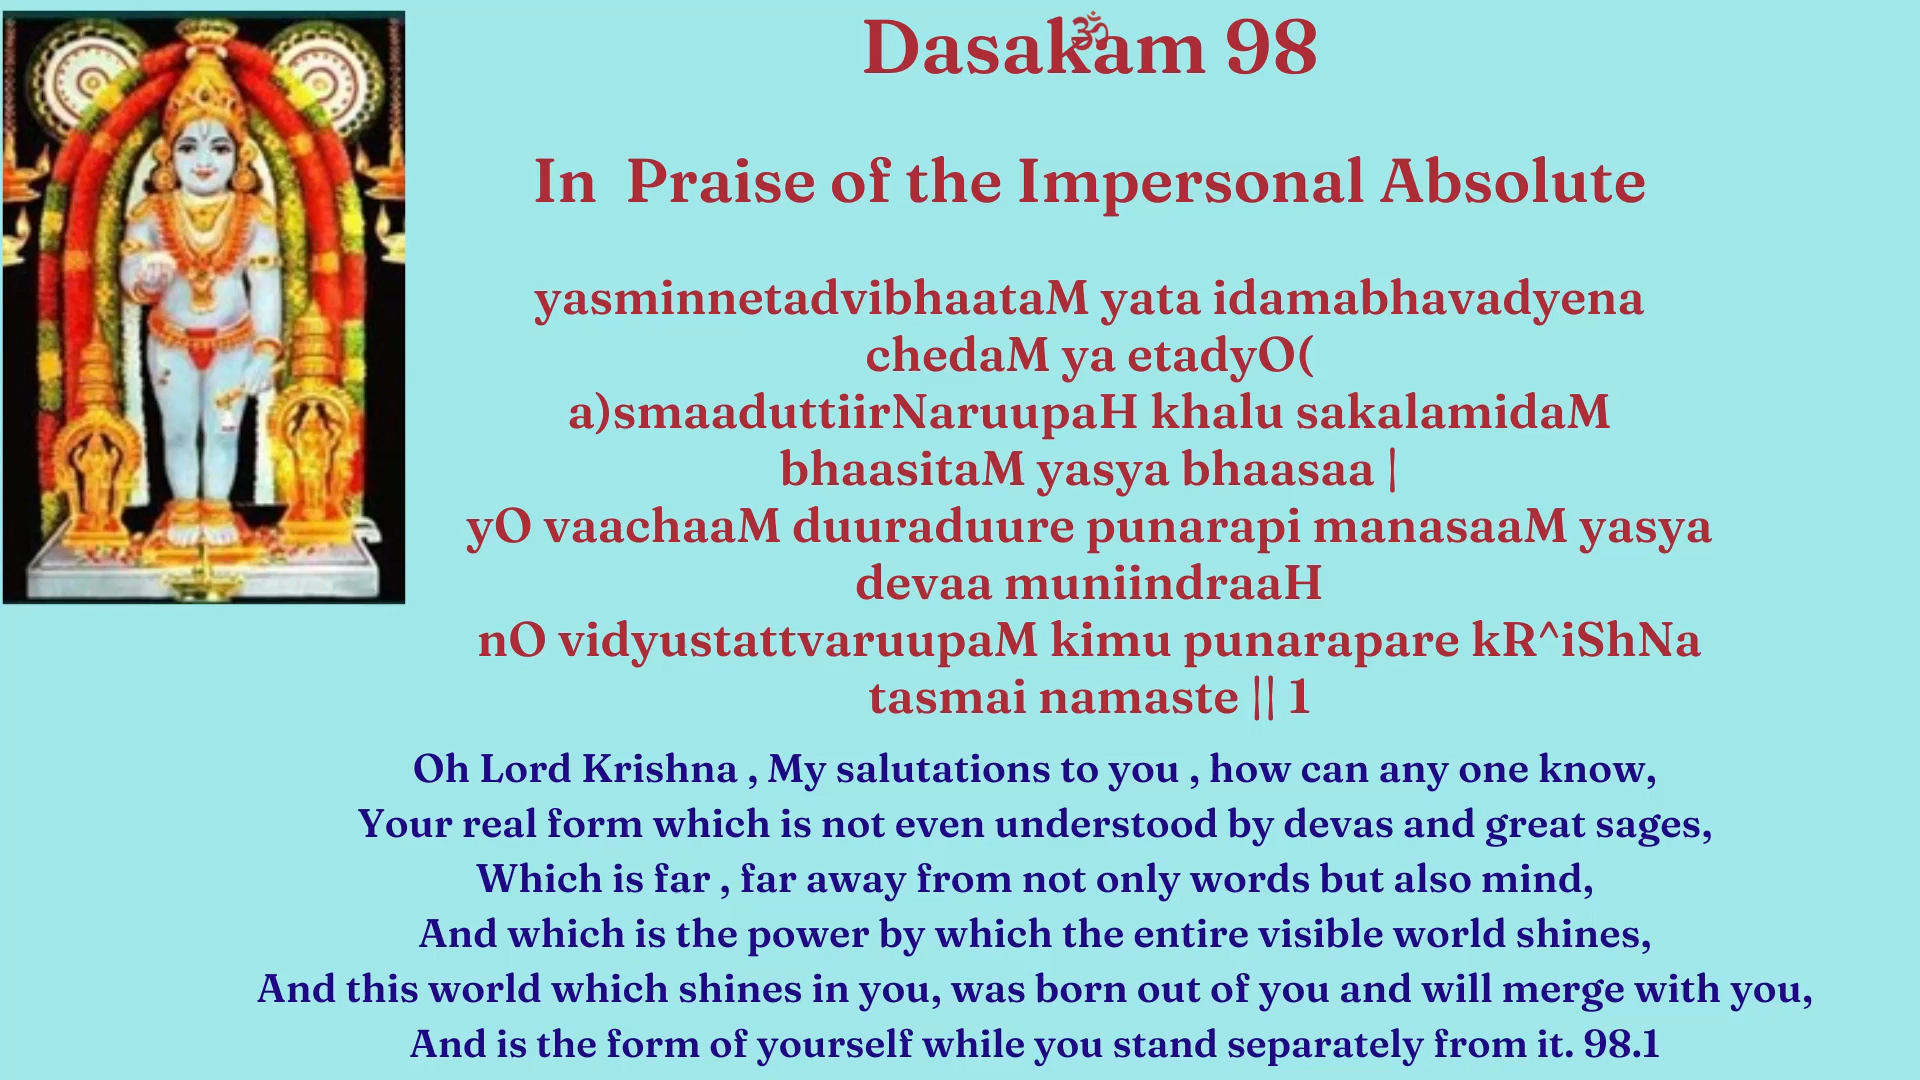 ॐ
Dasakam 98
In Praise of the Impersonal Absolute
yasminnetadvibhaataM yata idamabhavadyena
chedaM ya etadyO(
a)smaaduttiirNaruupaH khalu sakalamidaM
bhaasitaM yasya bhaasaa |
yO vaachaaM duuraduure punarapi manasaaM yasya
devaa muniindraaH
nO vidyustattvaruupaM kimu punarapare kR^iShNa
tasmai namaste || 1
Oh Lord Krishna , My salutations to you , how can any one know,
Your real form which is not even understood by devas and great sages,
Which is far , far away from not only words but also mind,
And which is the power by which the entire visible world shines,
And this world which shines in you, was born out of you and will merge with you,
And is the form of yourself while you stand separately from it. 98.1